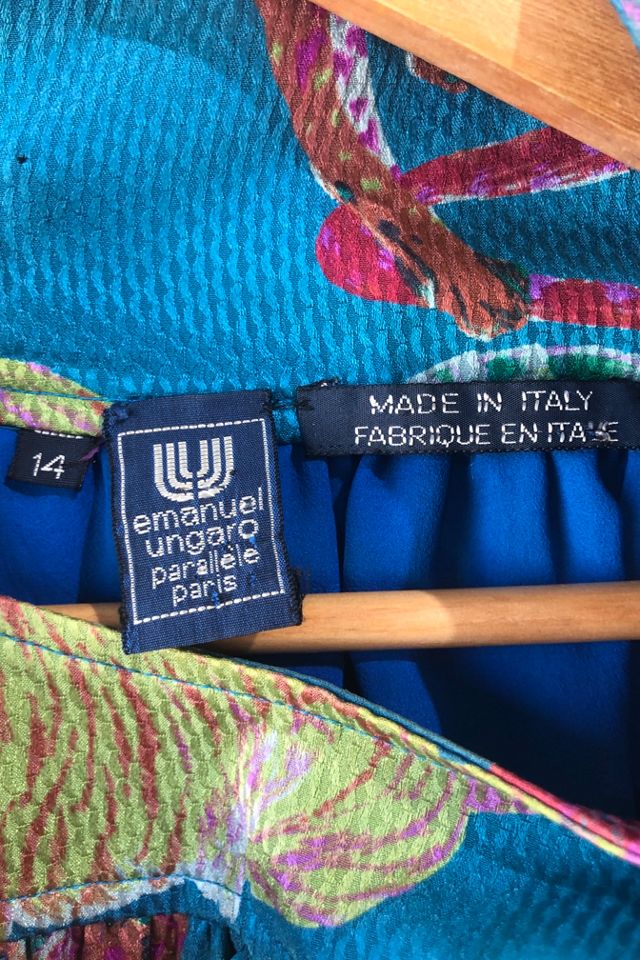 14
emanuel
ungaro
parallèle
paris
MADE IN ITALY
FABRIQUE EN ITALIE